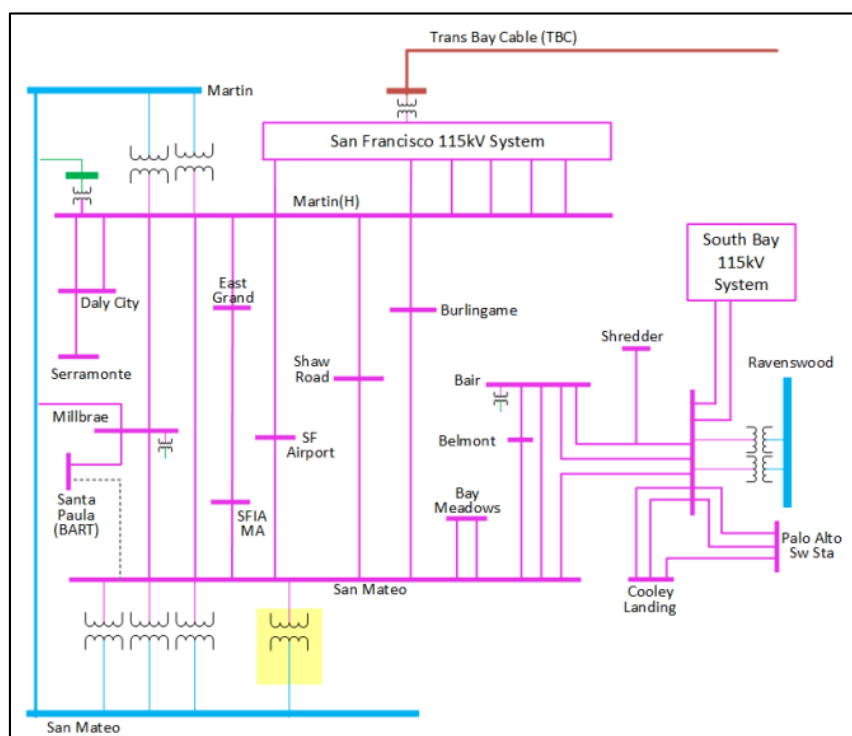 Trans Bay Cable (TBC)
Martin
San Francisco 115kV System
Martin(H)
South Bay
115kV
System
East
Grand
Daly City
Burlingame
Shredder
Ravenswood
Shaw
Road
Serramonte
Bair
Millbrae
SF
Airport
Belmont
Santa
Paula
(BART)
SFIA
MA
Bay
Meadows
Palo Alto
Sw Sta
San Mateo
Cooley
Landing
San Mateo